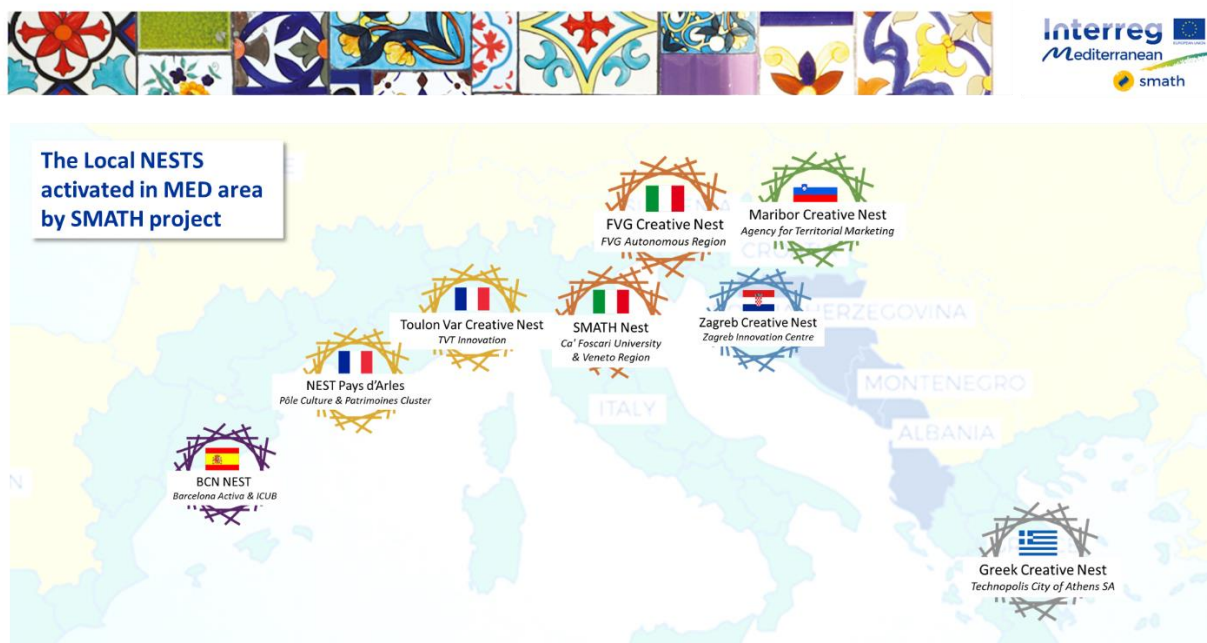 Interreg
EUROPEAN UNION
Mediterranean
smath
The Local NESTS
activated in MED area
by SMATH project
FVG Creative Nest
FVG Autonomous Region
Maribor Creative Nest
Agency for Territorial Marketing
CROATIA
Toulon Var Creative Nest
TVT Innovation
SMATH Nest
Ca' Foscari University
& Veneto Region
Zagreb Creative Nest
Zagreb Innovation Centre
HERZEGOVINA
NEST Pays d'Arles
Pôle Culture & Patrimoines Cluster
MONTENEGRO
ITALY
ALBANIA
BCN NEST
Barcelona Activa & ICUB
Greek Creative Nest
Technopolis City of Athens SA